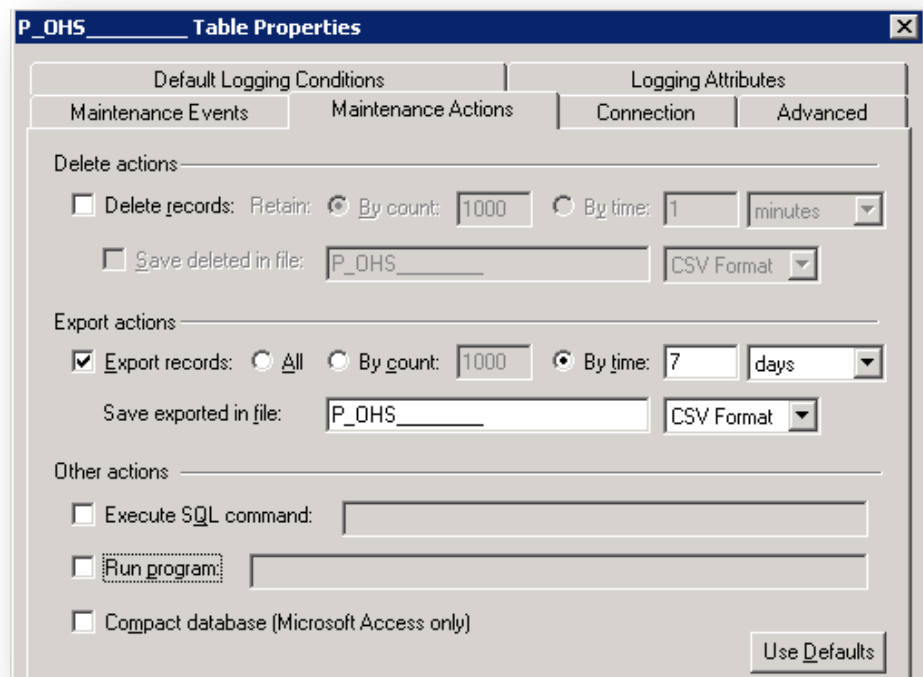 P_OHS_________ Table Properties
Default Logging Conditions Logging Attributes
Maintenance Events Maintenance Actions Connection Advanced
Delete actions
Delete records: Retain: By count: 1000 By time: 1 minutes
Save deleted in file: P_OHS________ CSV Format
Export actions
Export records: All By count: 1000 By time: 7 days
Save exported in file: P_OHS________ CSV Format
Other actions
Execute SQL command:
Run program:
Compact database (Microsoft Access only)
Use Defaults